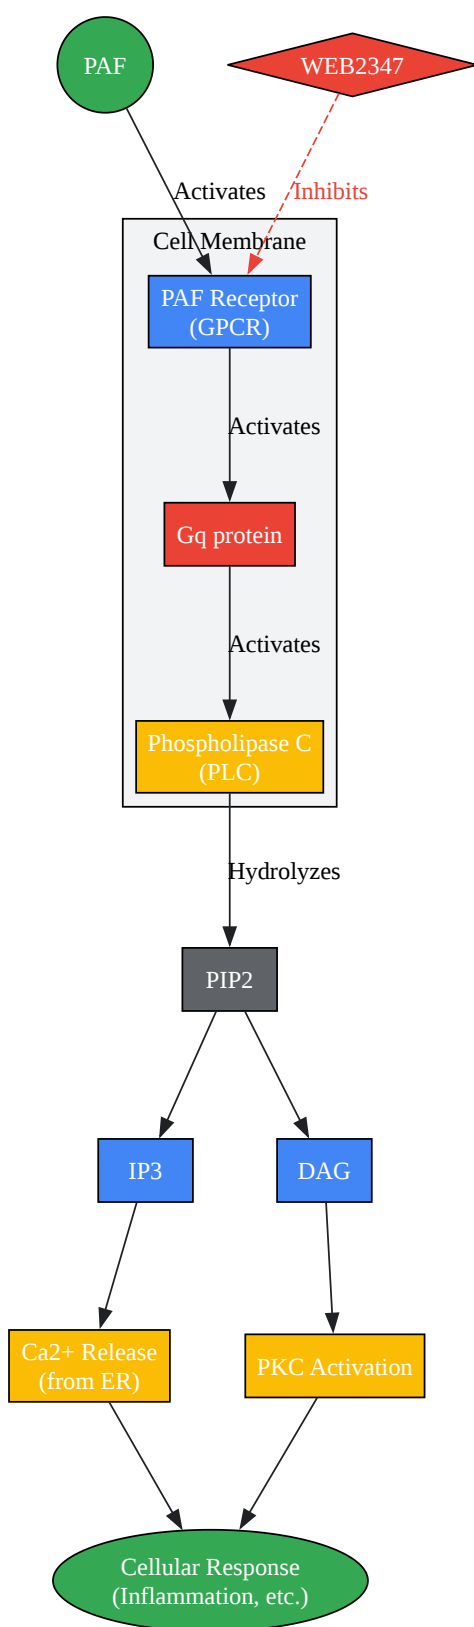 PAF
WEB2347
Activates
Inhibits
Cell Membrane
PAF Receptor
(GPCR)
Activates
Gq protein
Activates
Phospholipase C
(PLC)
Hydrolyzes
PIP2
IP3
DAG
Ca2+ Release
(from ER)
PKC Activation
Cellular Response
(Inflammation, etc.)